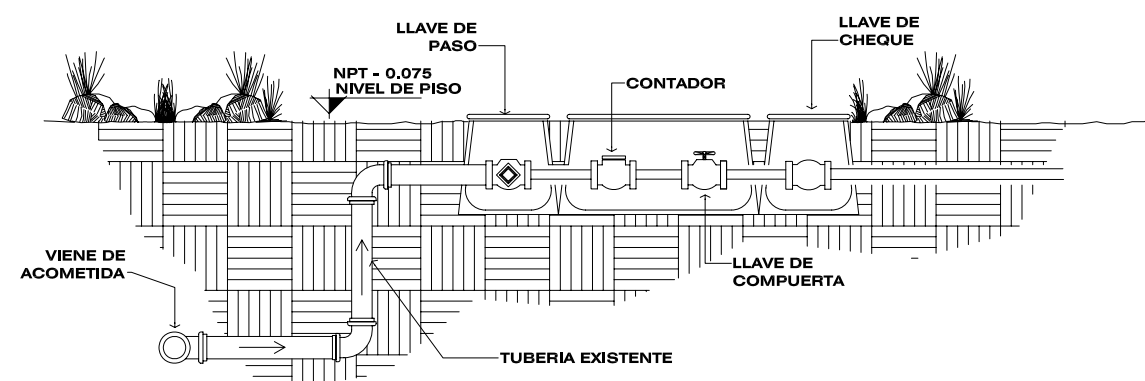 LLAVE DE
PASO
LLAVE DE
CHEQUE
NPT - 0.075
NIVEL DE PISO
CONTADOR
VIENE DE
ACOMETIDA
LLAVE DE
COMPUERTA
TUBERIA EXISTENTE